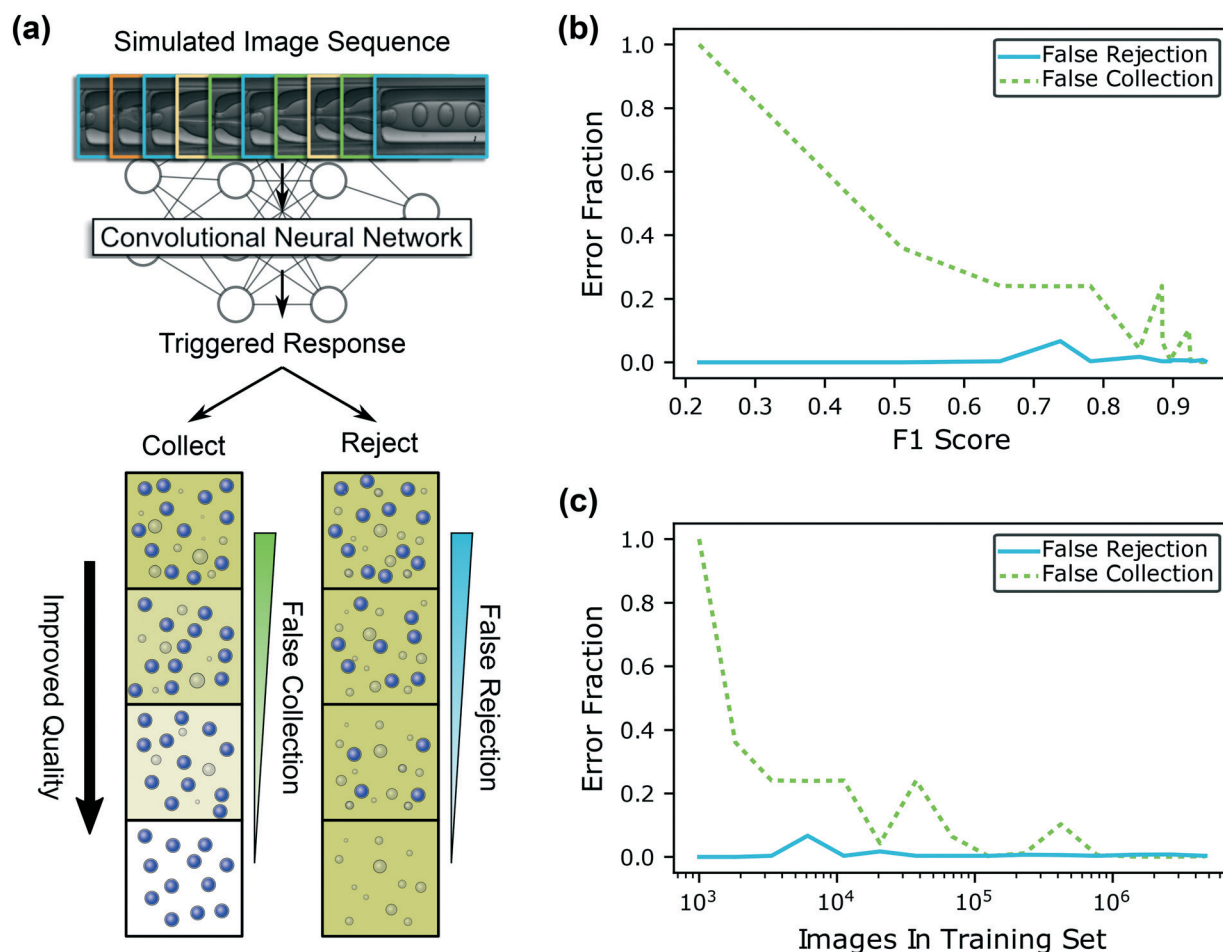 (a)
Simulated Image Sequence
Convolutional Neural Network
Triggered Response
Collect
Reject
Improved Quality
False Collection
False Rejection
(b)
False Rejection
False Collection
1.0
0.8
0.6
0.4
0.2
0.0
Error Fraction
0.2 0.3 0.4 0.5 0.6 0.7 0.8 0.9
F1 Score
(c)
False Rejection
False Collection
1.0
0.8
0.6
0.4
0.2
0.0
Error Fraction
10³ 10⁴ 10⁵ 10⁶
Images In Training Set